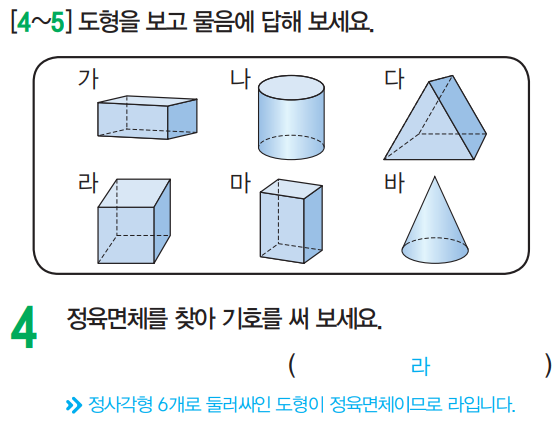 [4~5] 도형을 보고 물음에 답해 보세요.
가 나 다
라 마 바
4 정육면체를 찾아 기호를 써 보세요.
( 라 )
정사각형 6개로 둘러싸인 도형이 정육면체이므로 라입니다.